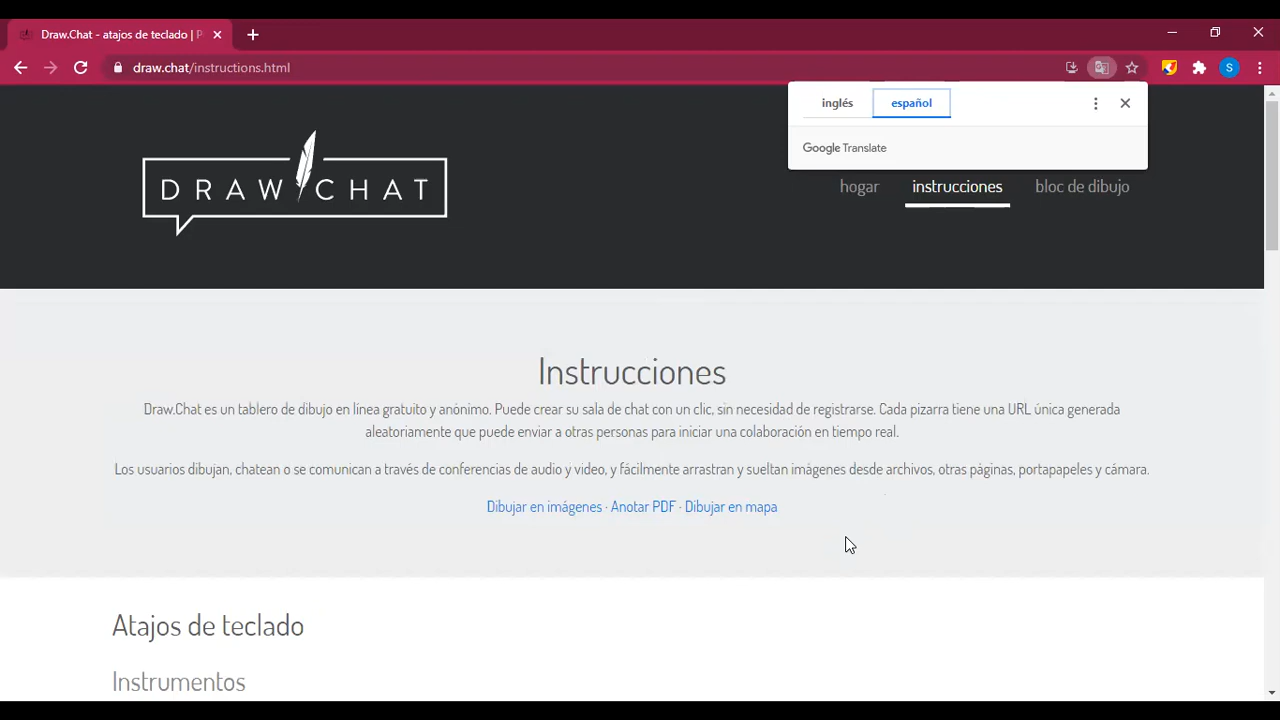 Draw.Chat - atajos de teclado | P
draw.chat/instructions.html
S
inglés
español
Google Translate
DRAW CHAT
hogar
instrucciones
bloc de dibujo
Instrucciones
Draw.Chat es un tablero de dibujo en línea gratuito y anónimo. Puede crear su sala de chat con un clic, sin necesidad de registrarse. Cada pizarra tiene una URL única generada
aleatoriamente que puede enviar a otras personas para iniciar una colaboración en tiempo real.
Los usuarios dibujan, chatean o se comunican a través de conferencias de audio y video, y fácilmente arrastran y sueltan imágenes desde archivos, otras páginas, portapapeles y cámara.
Dibujar en imágenes · Anotar PDF · Dibujar en mapa
Atajos de teclado
Instrumentos